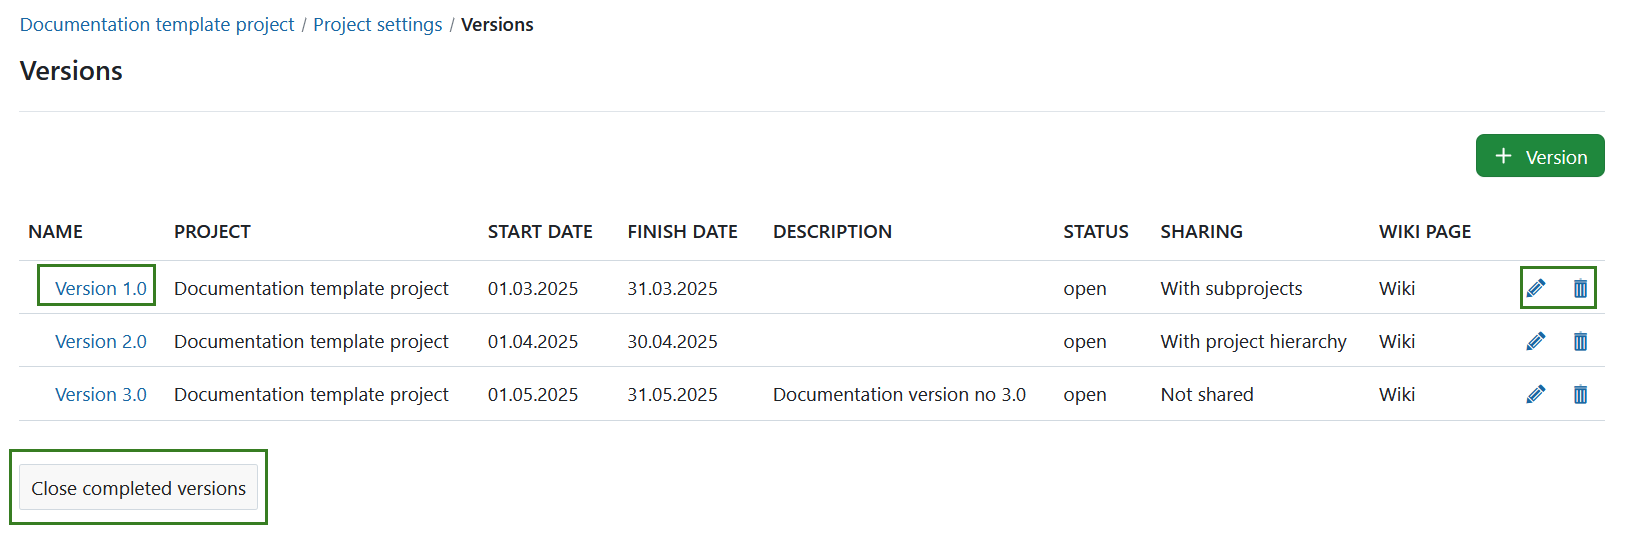 Documentation template project / Project settings / Versions
Versions
+ Version
NAME PROJECT START DATE FINISH DATE DESCRIPTION STATUS SHARING WIKI PAGE
Version 1.0 Documentation template project 01.03.2025 31.03.2025 open With subprojects Wiki
Version 2.0 Documentation template project 01.04.2025 30.04.2025 open With project hierarchy Wiki
Version 3.0 Documentation template project 01.05.2025 31.05.2025 Documentation version no 3.0 open Not shared Wiki
Close completed versions